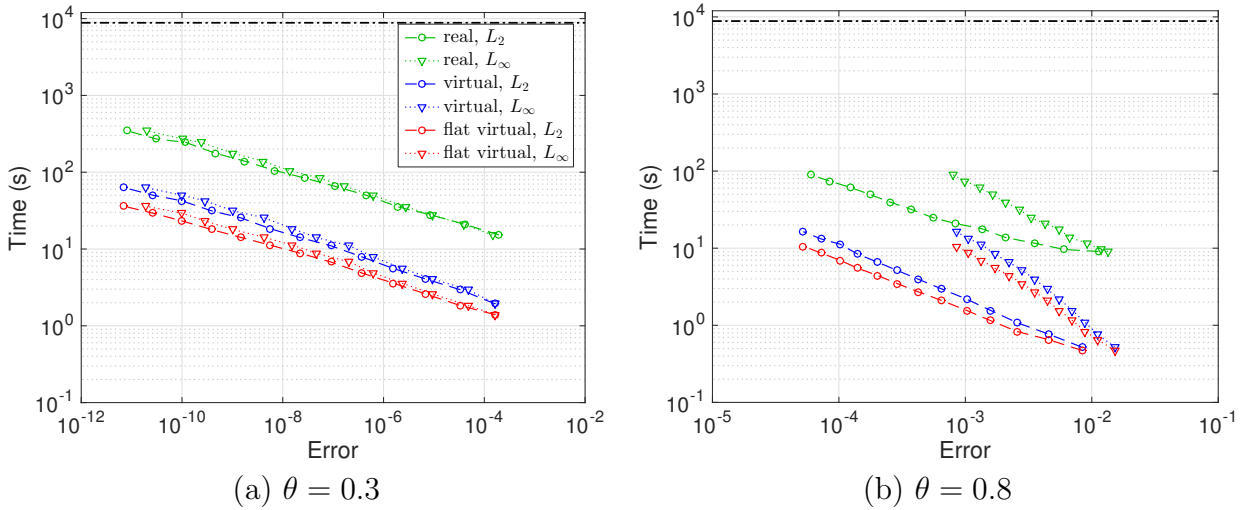 10^4
10^3
10^2
10^1
10^0
10^-1
Time (s)
10^-12
10^-10
10^-8
10^-6
10^-4
10^-2
Error
real, L_2
real, L_∞
virtual, L_2
virtual, L_∞
flat virtual, L_2
flat virtual, L_∞
(a) θ = 0.3
10^4
10^3
10^2
10^1
10^0
10^-1
Time (s)
10^-5
10^-4
10^-3
10^-2
10^-1
Error
(b) θ = 0.8